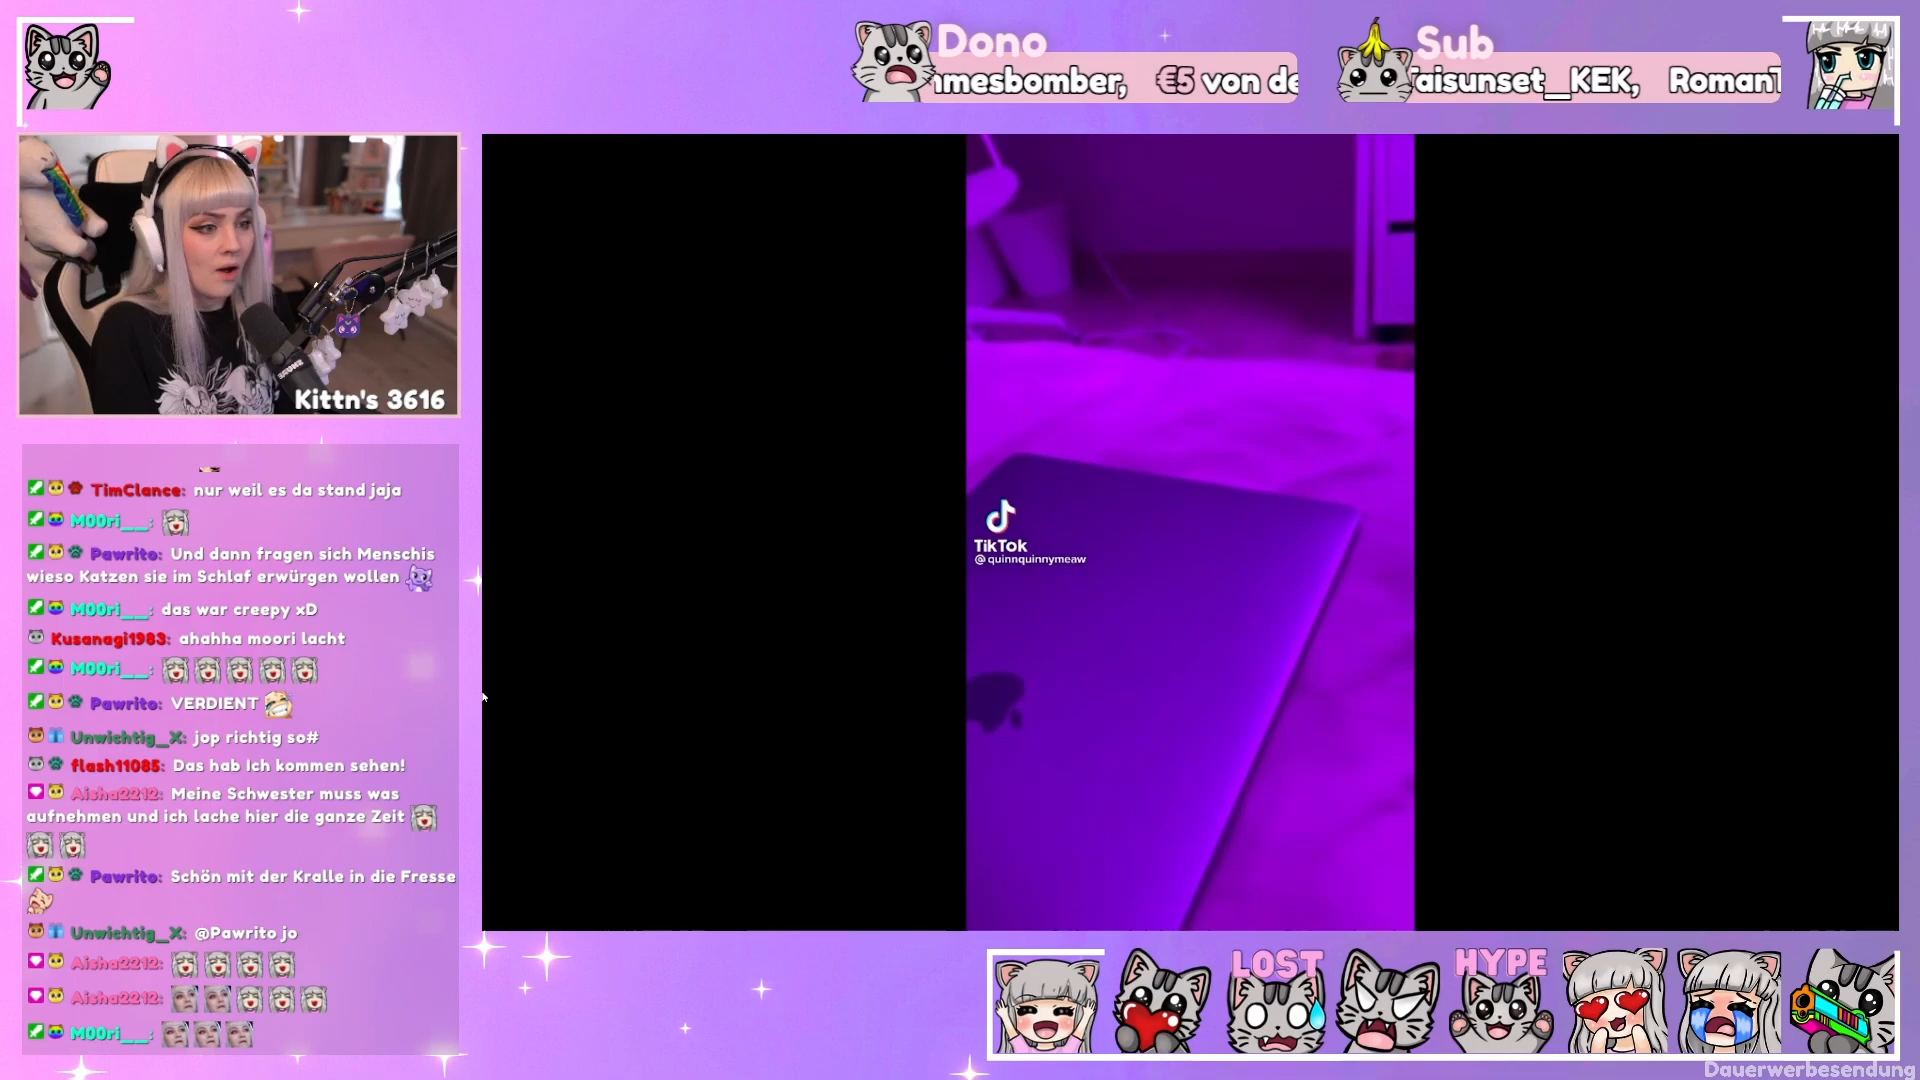 Dono
mesbomber, €5 von de
Sub
aisunset_KEK, Roman
Kittn's 3616
TimClance: nur weil es da stand jaja
M00ri__:
Pawrito: Und dann fragen sich Menschis
wieso Katzen sie im Schlaf erwürgen wollen
M00ri__: das war creepy xD
Kusanagi1983: ahahha moori lacht
M00ri__:
Pawrito: VERDIENT
Unwichtig_X: jop richtig so#
flash11085: Das hab Ich kommen sehen!
Aisha2212: Meine Schwester muss was
aufnehmen und ich lache hier die ganze Zeit
Pawrito: Schön mit der Kralle in die Fresse
Unwichtig_X: @Pawrito jo
Aisha2212:
Aisha2212:
M00ri__:
TikTok
@quinnquinnymeaw
LOST
HYPE
Dauerwerbesendung